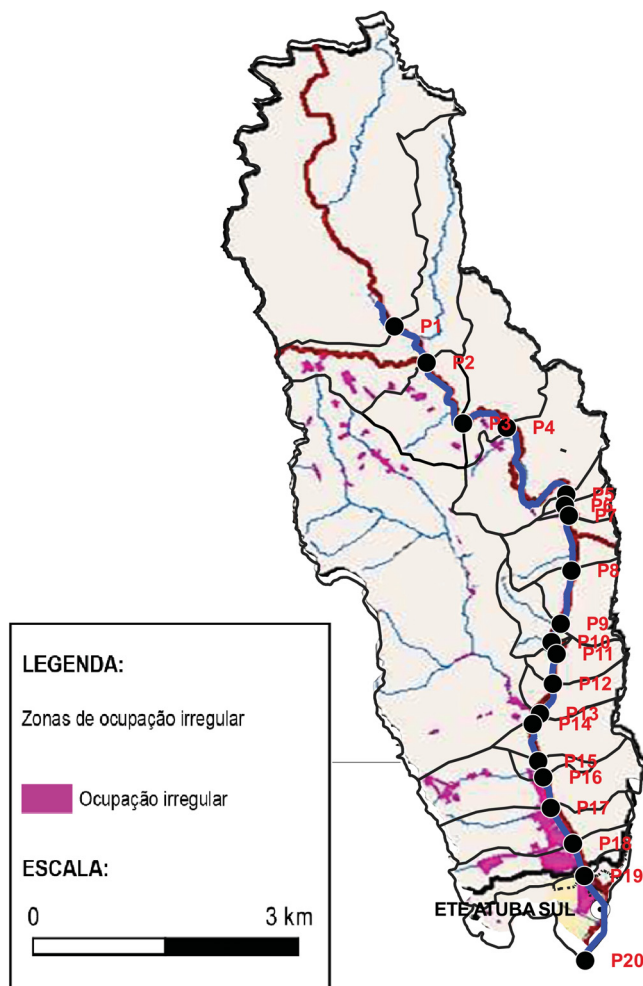 P1
P2
P3
P4
P5
P6
P7
P8
P9
P10
P11
P12
P13
P14
P15
P16
P17
P18
P19
ETE ATUBA SUL
P20
LEGENDA:
Zonas de ocupação irregular
Ocupação irregular
ESCALA:
0 3 km